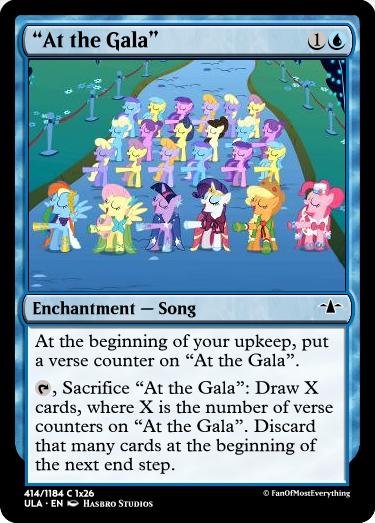 “At the Gala”
1
Enchantment — Song
At the beginning of your upkeep, put
a verse counter on “At the Gala”.
, Sacrifice “At the Gala”: Draw X
cards, where X is the number of verse
counters on “At the Gala”. Discard
that many cards at the beginning of
the next end step.
414/1184 C 1x26
ULA • EN Hasbro Studios
© FanOfMostEverything